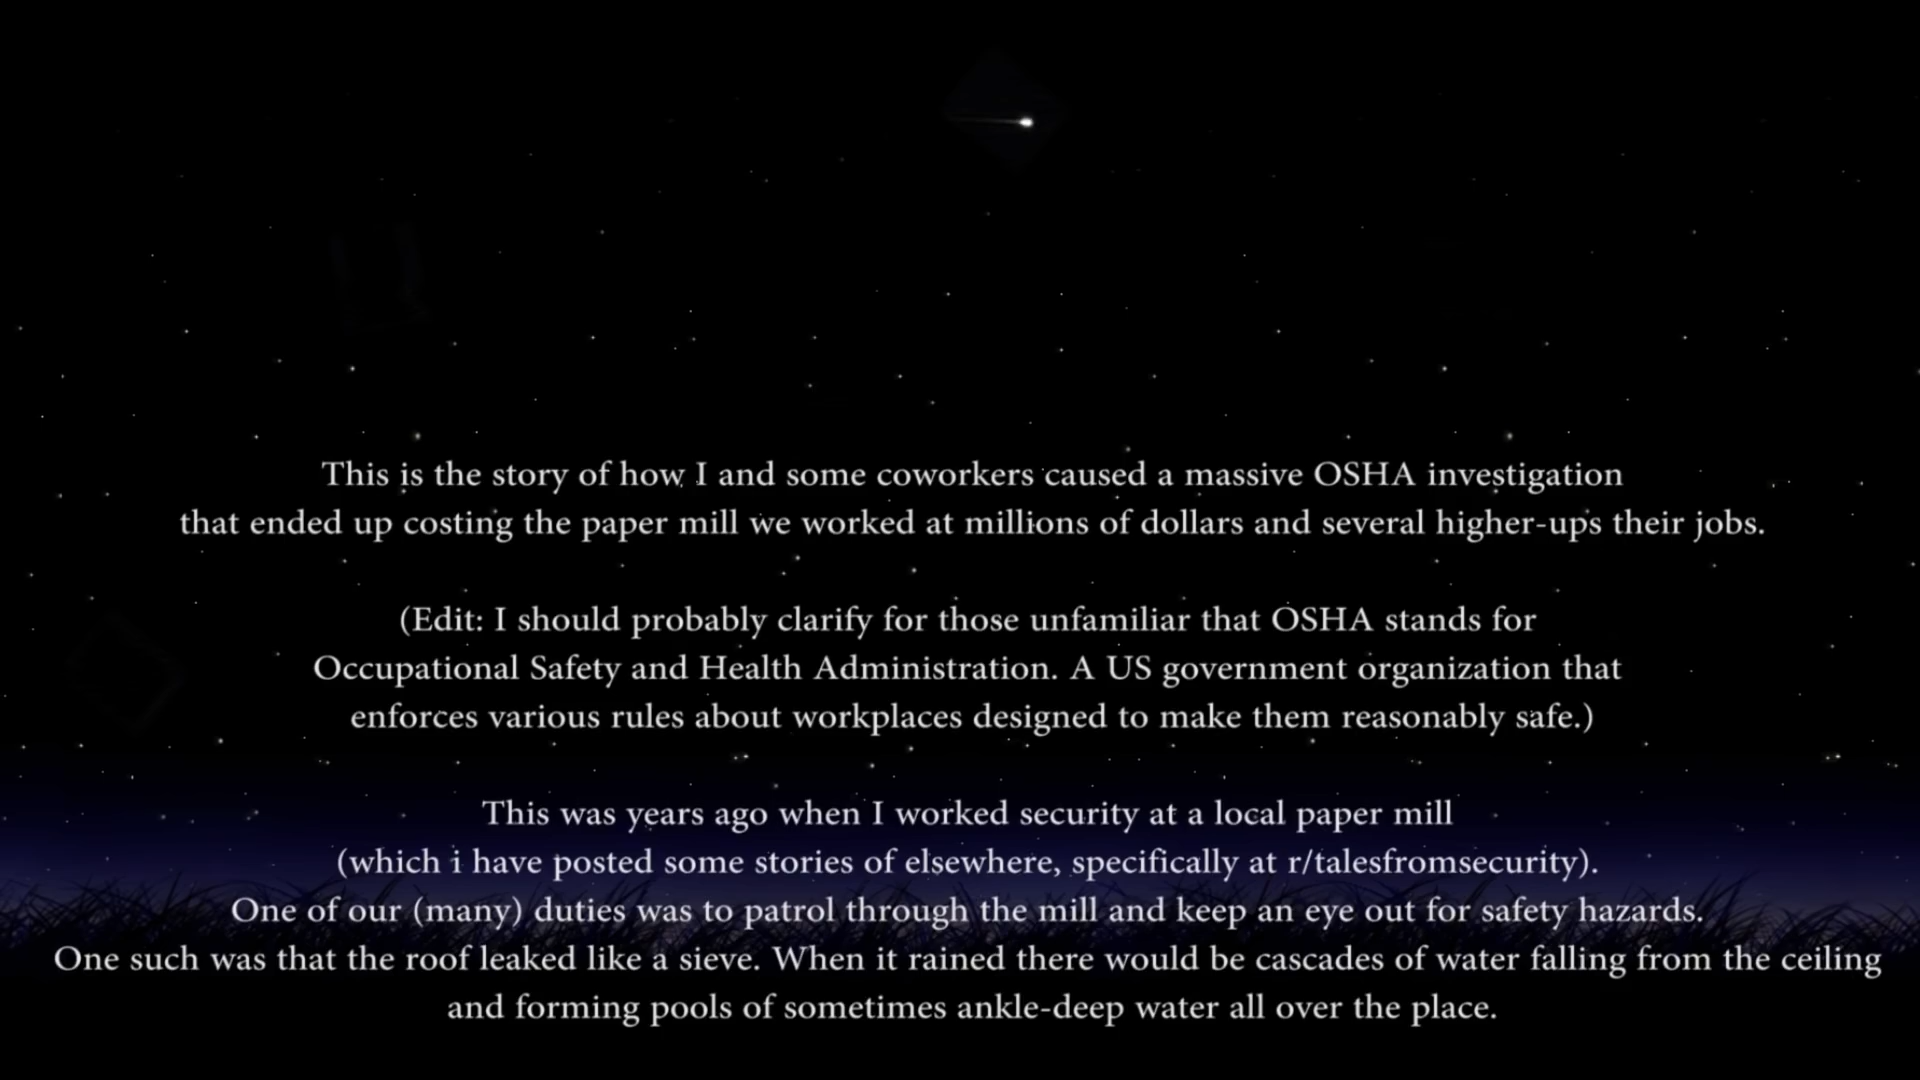 This is the story of how I and some coworkers caused a massive OSHA investigation
that ended up costing the paper mill we worked at millions of dollars and several higher-ups their jobs.
(Edit: I should probably clarify for those unfamiliar that OSHA stands for
Occupational Safety and Health Administration. A US government organization that
enforces various rules about workplaces designed to make them reasonably safe.)
This was years ago when I worked security at a local paper mill
(which i have posted some stories of elsewhere, specifically at r/talesfromsecurity).
One of our (many) duties was to patrol through the mill and keep an eye out for safety hazards.
One such was that the roof leaked like a sieve. When it rained there would be cascades of water falling from the ceiling
and forming pools of sometimes ankle-deep water all over the place.